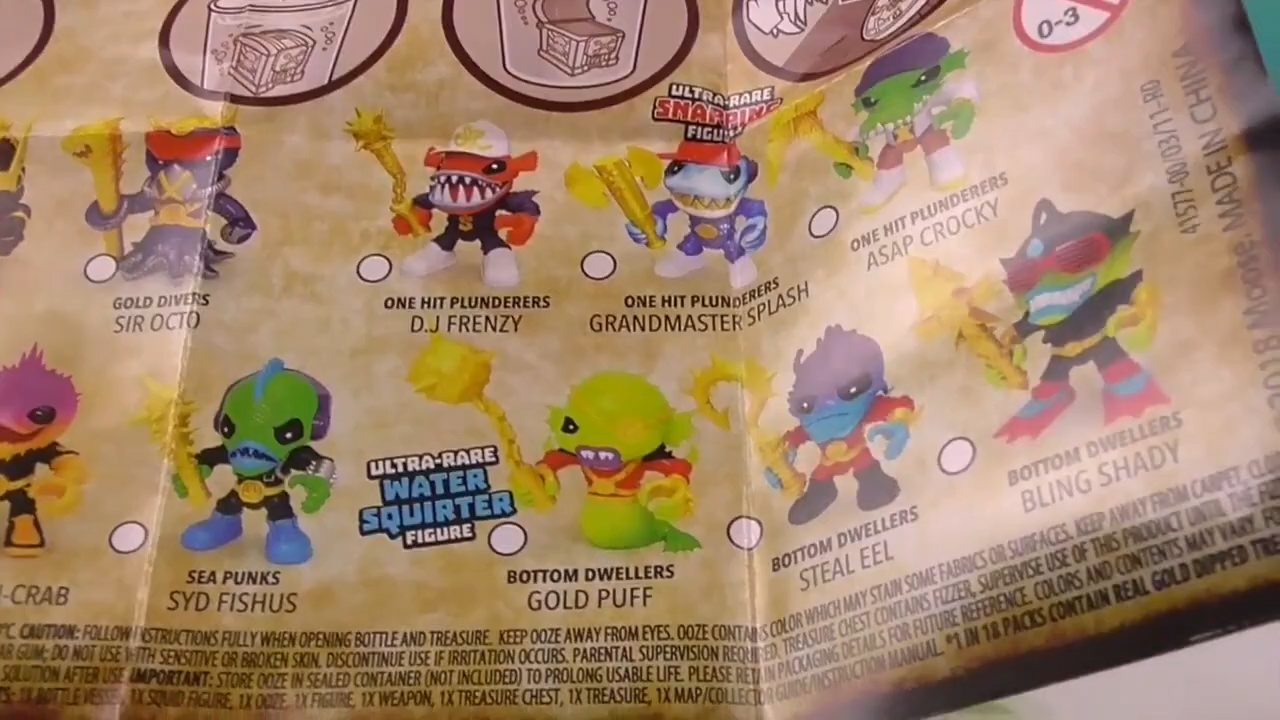 0-3
ULTRA-RARE
SNAPPING
FIGURE
GOLD DIVERS
SIR OCTO
ONE HIT PLUNDERERS
D.J FRENZY
ONE HIT PLUNDERERS
GRANDMASTER SPLASH
ONE HIT PLUNDERERS
ASAP CROCKY
41577-00/03/11-R0
2018 Moose. MADE IN CHINA
-CRAB
SEA PUNKS
SYD FISHUS
ULTRA-RARE
WATER
SQUIRTER
FIGURE
BOTTOM DWELLERS
GOLD PUFF
BOTTOM DWELLERS
STEAL EEL
BOTTOM DWELLERS
BLING SHADY
°C. CAUTION: FOLLOW INSTRUCTIONS FULLY WHEN OPENING BOTTLE AND TREASURE. KEEP OOZE AWAY FROM EYES. OOZE CONTAINS COLOR WHICH MAY STAIN SOME FABRICS OR SURFACES. KEEP AWAY FROM CARPET,
AR GUM; DO NOT USE WITH SENSITIVE OR BROKEN SKIN. DISCONTINUE USE IF IRRITATION OCCURS. PARENTAL SUPERVISION REQUIRED. TREASURE CHEST CONTAINS FIZZER, SUPERVISE USE OF THIS PRODUCT UNTIL THE
SOLUTION AFTER USE IMPORTANT: STORE OOZE IN SEALED CONTAINER (NOT INCLUDED) TO PROLONG USABLE LIFE. PLEASE RETAIN PACKAGING DETAILS FOR FUTURE REFERENCE. COLORS AND CONTENTS MAY VARY.
TS: 1X BOTTLE VESSEL, 1X SQUID FIGURE, 1X OOZE, 1X FIGURE, 1X WEAPON, 1X TREASURE CHEST, 1X TREASURE, 1X MAP/COLLECTOR GUIDE/INSTRUCTION MANUAL. *1 IN 18 PACKS CONTAIN REAL GOLD DIPPED